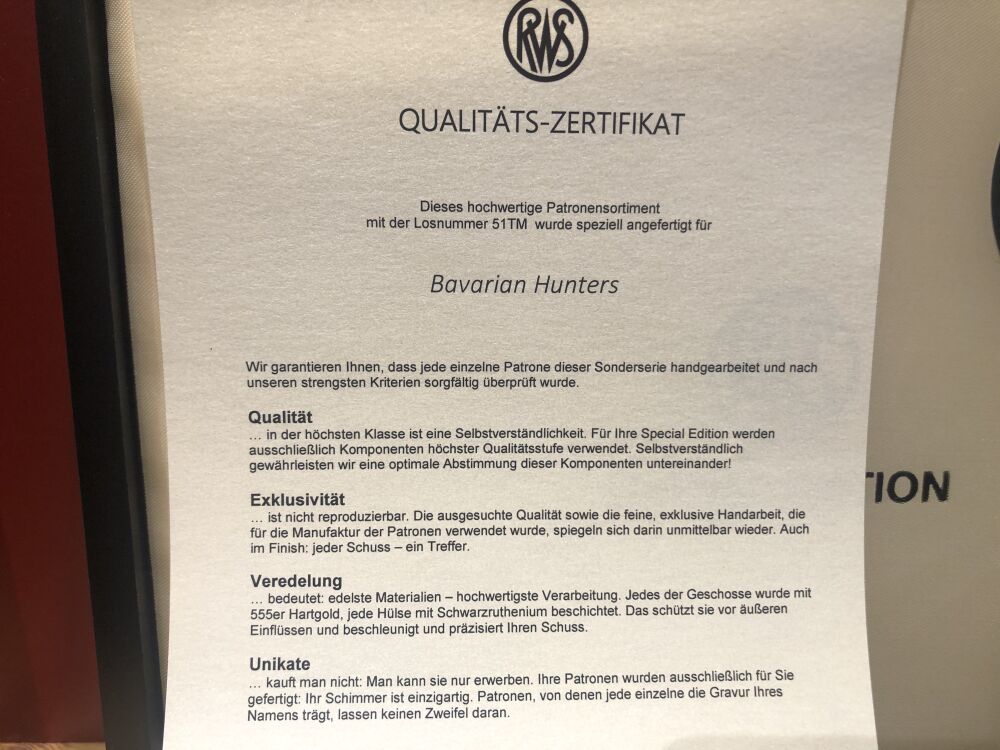 RWS
QUALITÄTS-ZERTIFIKAT
Dieses hochwertige Patronensortiment
mit der Losnummer 51TM wurde speziell angefertigt für
Bavarian Hunters
Wir garantieren Ihnen, dass jede einzelne Patrone dieser Sonderserie handgearbeitet und nach
unseren strengsten Kriterien sorgfältig überprüft wurde.
Qualität
… in der höchsten Klasse ist eine Selbstverständlichkeit. Für Ihre Special Edition werden
ausschließlich Komponenten höchster Qualitätsstufe verwendet. Selbstverständlich
gewährleisten wir eine optimale Abstimmung dieser Komponenten untereinander!
Exklusivität
… ist nicht reproduzierbar. Die ausgesuchte Qualität sowie die feine, exklusive Handarbeit, die
für die Manufaktur der Patronen verwendet wurde, spiegeln sich darin unmittelbar wieder. Auch
im Finish: jeder Schuss – ein Treffer.
Veredelung
… bedeutet: edelste Materialien – hochwertigste Verarbeitung. Jedes der Geschosse wurde mit
555er Hartgold, jede Hülse mit Schwarzruthenium beschichtet. Das schützt sie vor äußeren
Einflüssen und beschleunigt und präzisiert Ihren Schuss.
Unikate
… kauft man nicht: Man kann sie nur erwerben. Ihre Patronen wurden ausschließlich für Sie
gefertigt: Ihr Schimmer ist einzigartig. Patronen, von denen jede einzelne die Gravur Ihres
Namens trägt, lassen keinen Zweifel daran.
TION